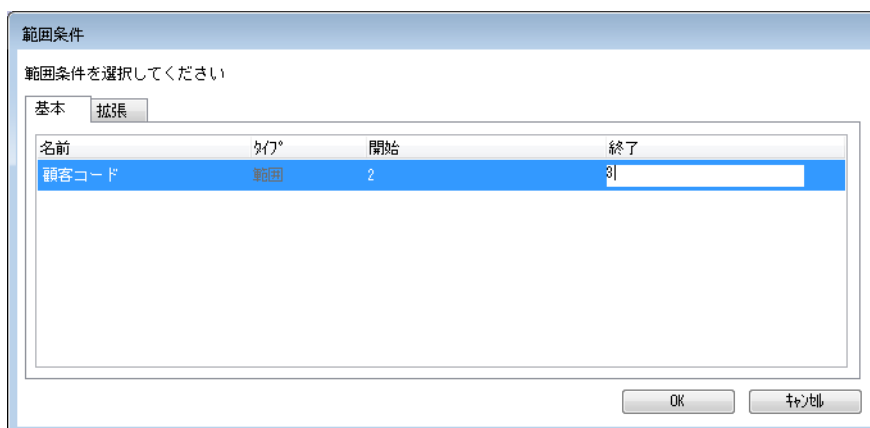 範囲条件
範囲条件を選択してください
基本 拡張
名前 ﾀｲﾌﾟ 開始 終了
顧客コード 範囲 2 3
OK ｷｬﾝｾﾙ